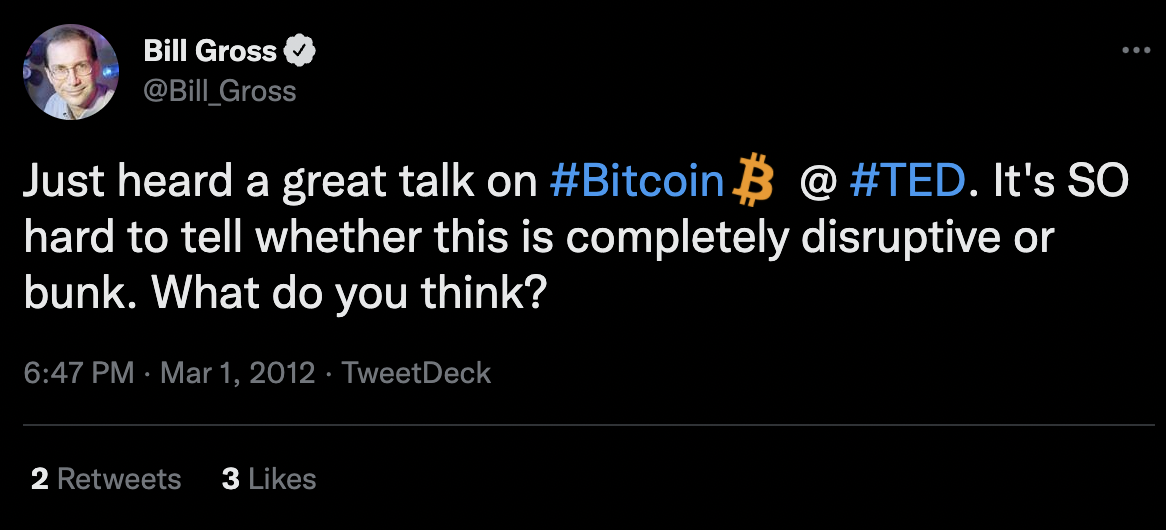 Bill Gross
@Bill_Gross
Just heard a great talk on #Bitcoin @ #TED. It's SO
hard to tell whether this is completely disruptive or
bunk. What do you think?
6:47 PM · Mar 1, 2012 · TweetDeck
2 Retweets 3 Likes